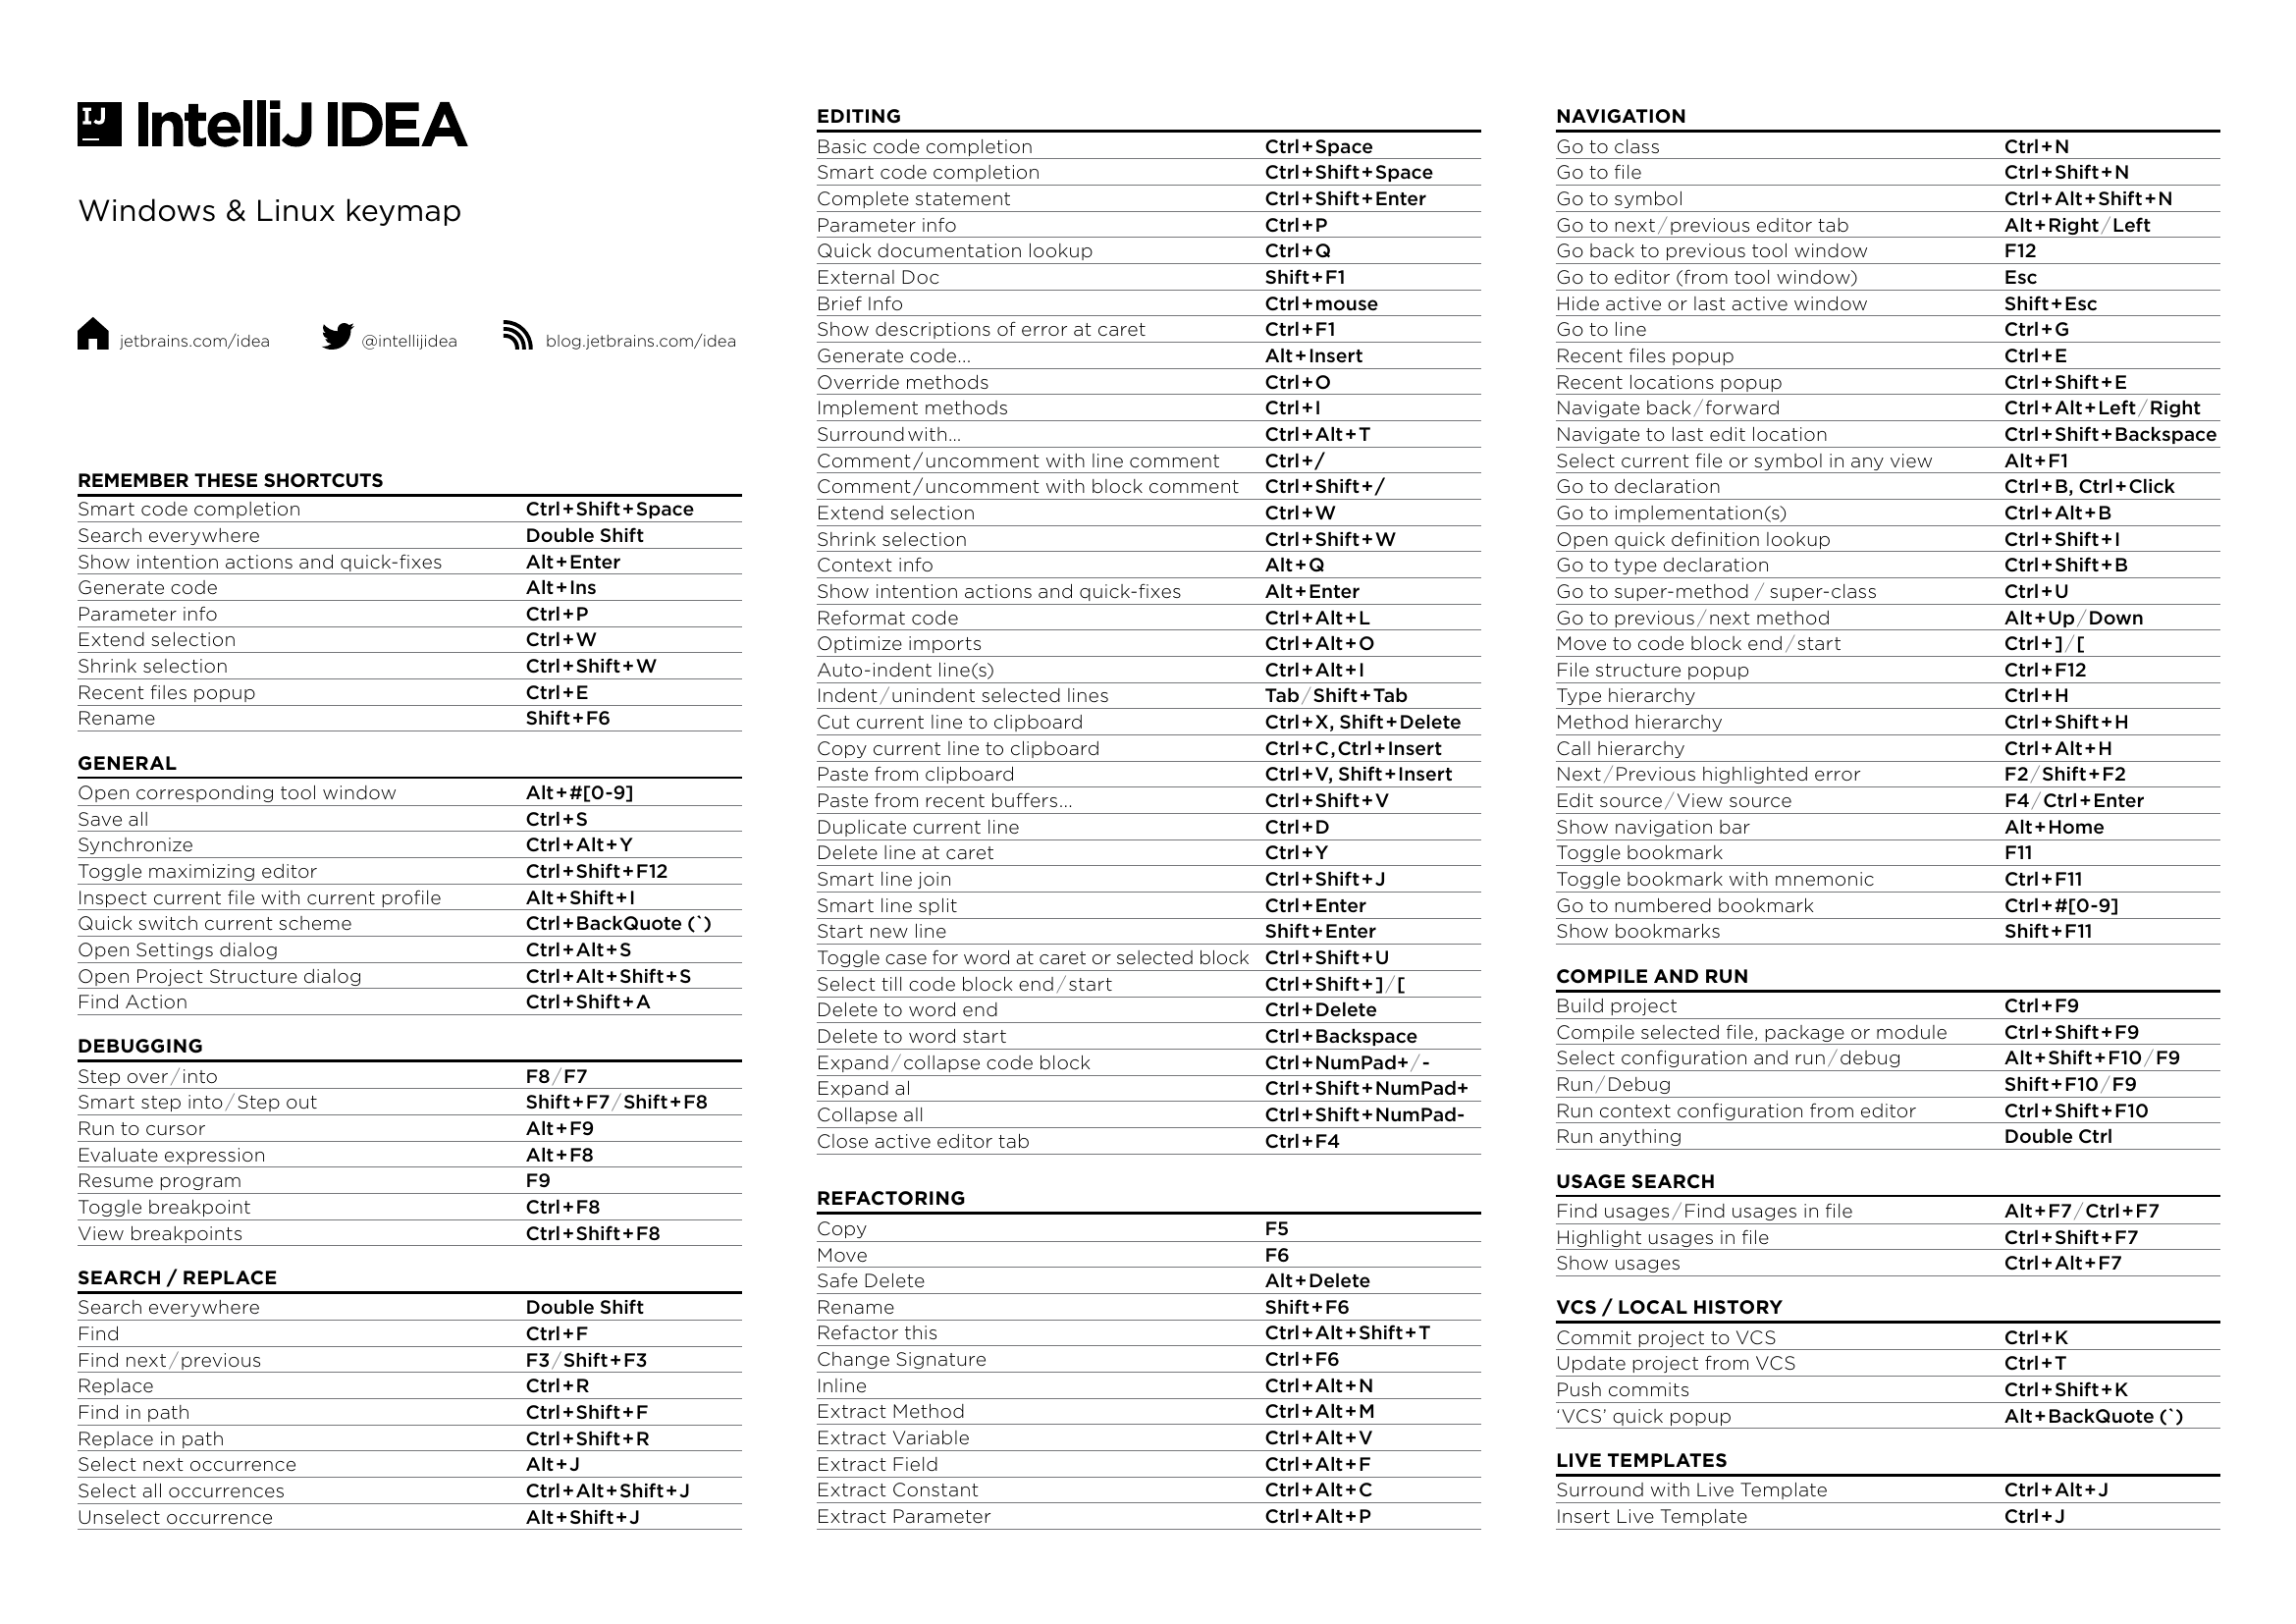 IJ IntelliJ IDEA
Windows & Linux keymap
jetbrains.com/idea @intellijidea blog.jetbrains.com/idea
REMEMBER THESE SHORTCUTS
Smart code completion Ctrl+Shift+Space
Search everywhere Double Shift
Show intention actions and quick-fixes Alt+Enter
Generate code Alt+Ins
Parameter info Ctrl+P
Extend selection Ctrl+W
Shrink selection Ctrl+Shift+W
Recent files popup Ctrl+E
Rename Shift+F6
GENERAL
Open corresponding tool window Alt+#[0-9]
Save all Ctrl+S
Synchronize Ctrl+Alt+Y
Toggle maximizing editor Ctrl+Shift+F12
Inspect current file with current profile Alt+Shift+I
Quick switch current scheme Ctrl+BackQuote (`)
Open Settings dialog Ctrl+Alt+S
Open Project Structure dialog Ctrl+Alt+Shift+S
Find Action Ctrl+Shift+A
DEBUGGING
Step over/into F8/F7
Smart step into/Step out Shift+F7/Shift+F8
Run to cursor Alt+F9
Evaluate expression Alt+F8
Resume program F9
Toggle breakpoint Ctrl+F8
View breakpoints Ctrl+Shift+F8
SEARCH / REPLACE
Search everywhere Double Shift
Find Ctrl+F
Find next/previous F3/Shift+F3
Replace Ctrl+R
Find in path Ctrl+Shift+F
Replace in path Ctrl+Shift+R
Select next occurrence Alt+J
Select all occurrences Ctrl+Alt+Shift+J
Unselect occurrence Alt+Shift+J
EDITING
Basic code completion Ctrl+Space
Smart code completion Ctrl+Shift+Space
Complete statement Ctrl+Shift+Enter
Parameter info Ctrl+P
Quick documentation lookup Ctrl+Q
External Doc Shift+F1
Brief Info Ctrl+mouse
Show descriptions of error at caret Ctrl+F1
Generate code... Alt+Insert
Override methods Ctrl+O
Implement methods Ctrl+I
Surround with... Ctrl+Alt+T
Comment/uncomment with line comment Ctrl+/
Comment/uncomment with block comment Ctrl+Shift+/
Extend selection Ctrl+W
Shrink selection Ctrl+Shift+W
Context info Alt+Q
Show intention actions and quick-fixes Alt+Enter
Reformat code Ctrl+Alt+L
Optimize imports Ctrl+Alt+O
Auto-indent line(s) Ctrl+Alt+I
Indent/unindent selected lines Tab/Shift+Tab
Cut current line to clipboard Ctrl+X, Shift+Delete
Copy current line to clipboard Ctrl+C,Ctrl+Insert
Paste from clipboard Ctrl+V, Shift+Insert
Paste from recent buffers... Ctrl+Shift+V
Duplicate current line Ctrl+D
Delete line at caret Ctrl+Y
Smart line join Ctrl+Shift+J
Smart line split Ctrl+Enter
Start new line Shift+Enter
Toggle case for word at caret or selected block Ctrl+Shift+U
Select till code block end/start Ctrl+Shift+]/[
Delete to word end Ctrl+Delete
Delete to word start Ctrl+Backspace
Expand/collapse code block Ctrl+NumPad+/-
Expand al Ctrl+Shift+NumPad+
Collapse all Ctrl+Shift+NumPad-
Close active editor tab Ctrl+F4
REFACTORING
Copy F5
Move F6
Safe Delete Alt+Delete
Rename Shift+F6
Refactor this Ctrl+Alt+Shift+T
Change Signature Ctrl+F6
Inline Ctrl+Alt+N
Extract Method Ctrl+Alt+M
Extract Variable Ctrl+Alt+V
Extract Field Ctrl+Alt+F
Extract Constant Ctrl+Alt+C
Extract Parameter Ctrl+Alt+P
NAVIGATION
Go to class Ctrl+N
Go to file Ctrl+Shift+N
Go to symbol Ctrl+Alt+Shift+N
Go to next/previous editor tab Alt+Right/Left
Go back to previous tool window F12
Go to editor (from tool window) Esc
Hide active or last active window Shift+Esc
Go to line Ctrl+G
Recent files popup Ctrl+E
Recent locations popup Ctrl+Shift+E
Navigate back/forward Ctrl+Alt+Left/Right
Navigate to last edit location Ctrl+Shift+Backspace
Select current file or symbol in any view Alt+F1
Go to declaration Ctrl+B, Ctrl+Click
Go to implementation(s) Ctrl+Alt+B
Open quick definition lookup Ctrl+Shift+I
Go to type declaration Ctrl+Shift+B
Go to super-method / super-class Ctrl+U
Go to previous/next method Alt+Up/Down
Move to code block end/start Ctrl+]/[
File structure popup Ctrl+F12
Type hierarchy Ctrl+H
Method hierarchy Ctrl+Shift+H
Call hierarchy Ctrl+Alt+H
Next/Previous highlighted error F2/Shift+F2
Edit source/View source F4/Ctrl+Enter
Show navigation bar Alt+Home
Toggle bookmark F11
Toggle bookmark with mnemonic Ctrl+F11
Go to numbered bookmark Ctrl+#[0-9]
Show bookmarks Shift+F11
COMPILE AND RUN
Build project Ctrl+F9
Compile selected file, package or module Ctrl+Shift+F9
Select configuration and run/debug Alt+Shift+F10/F9
Run/Debug Shift+F10/F9
Run context configuration from editor Ctrl+Shift+F10
Run anything Double Ctrl
USAGE SEARCH
Find usages/Find usages in file Alt+F7/Ctrl+F7
Highlight usages in file Ctrl+Shift+F7
Show usages Ctrl+Alt+F7
VCS / LOCAL HISTORY
Commit project to VCS Ctrl+K
Update project from VCS Ctrl+T
Push commits Ctrl+Shift+K
‘VCS’ quick popup Alt+BackQuote (`)
LIVE TEMPLATES
Surround with Live Template Ctrl+Alt+J
Insert Live Template Ctrl+J